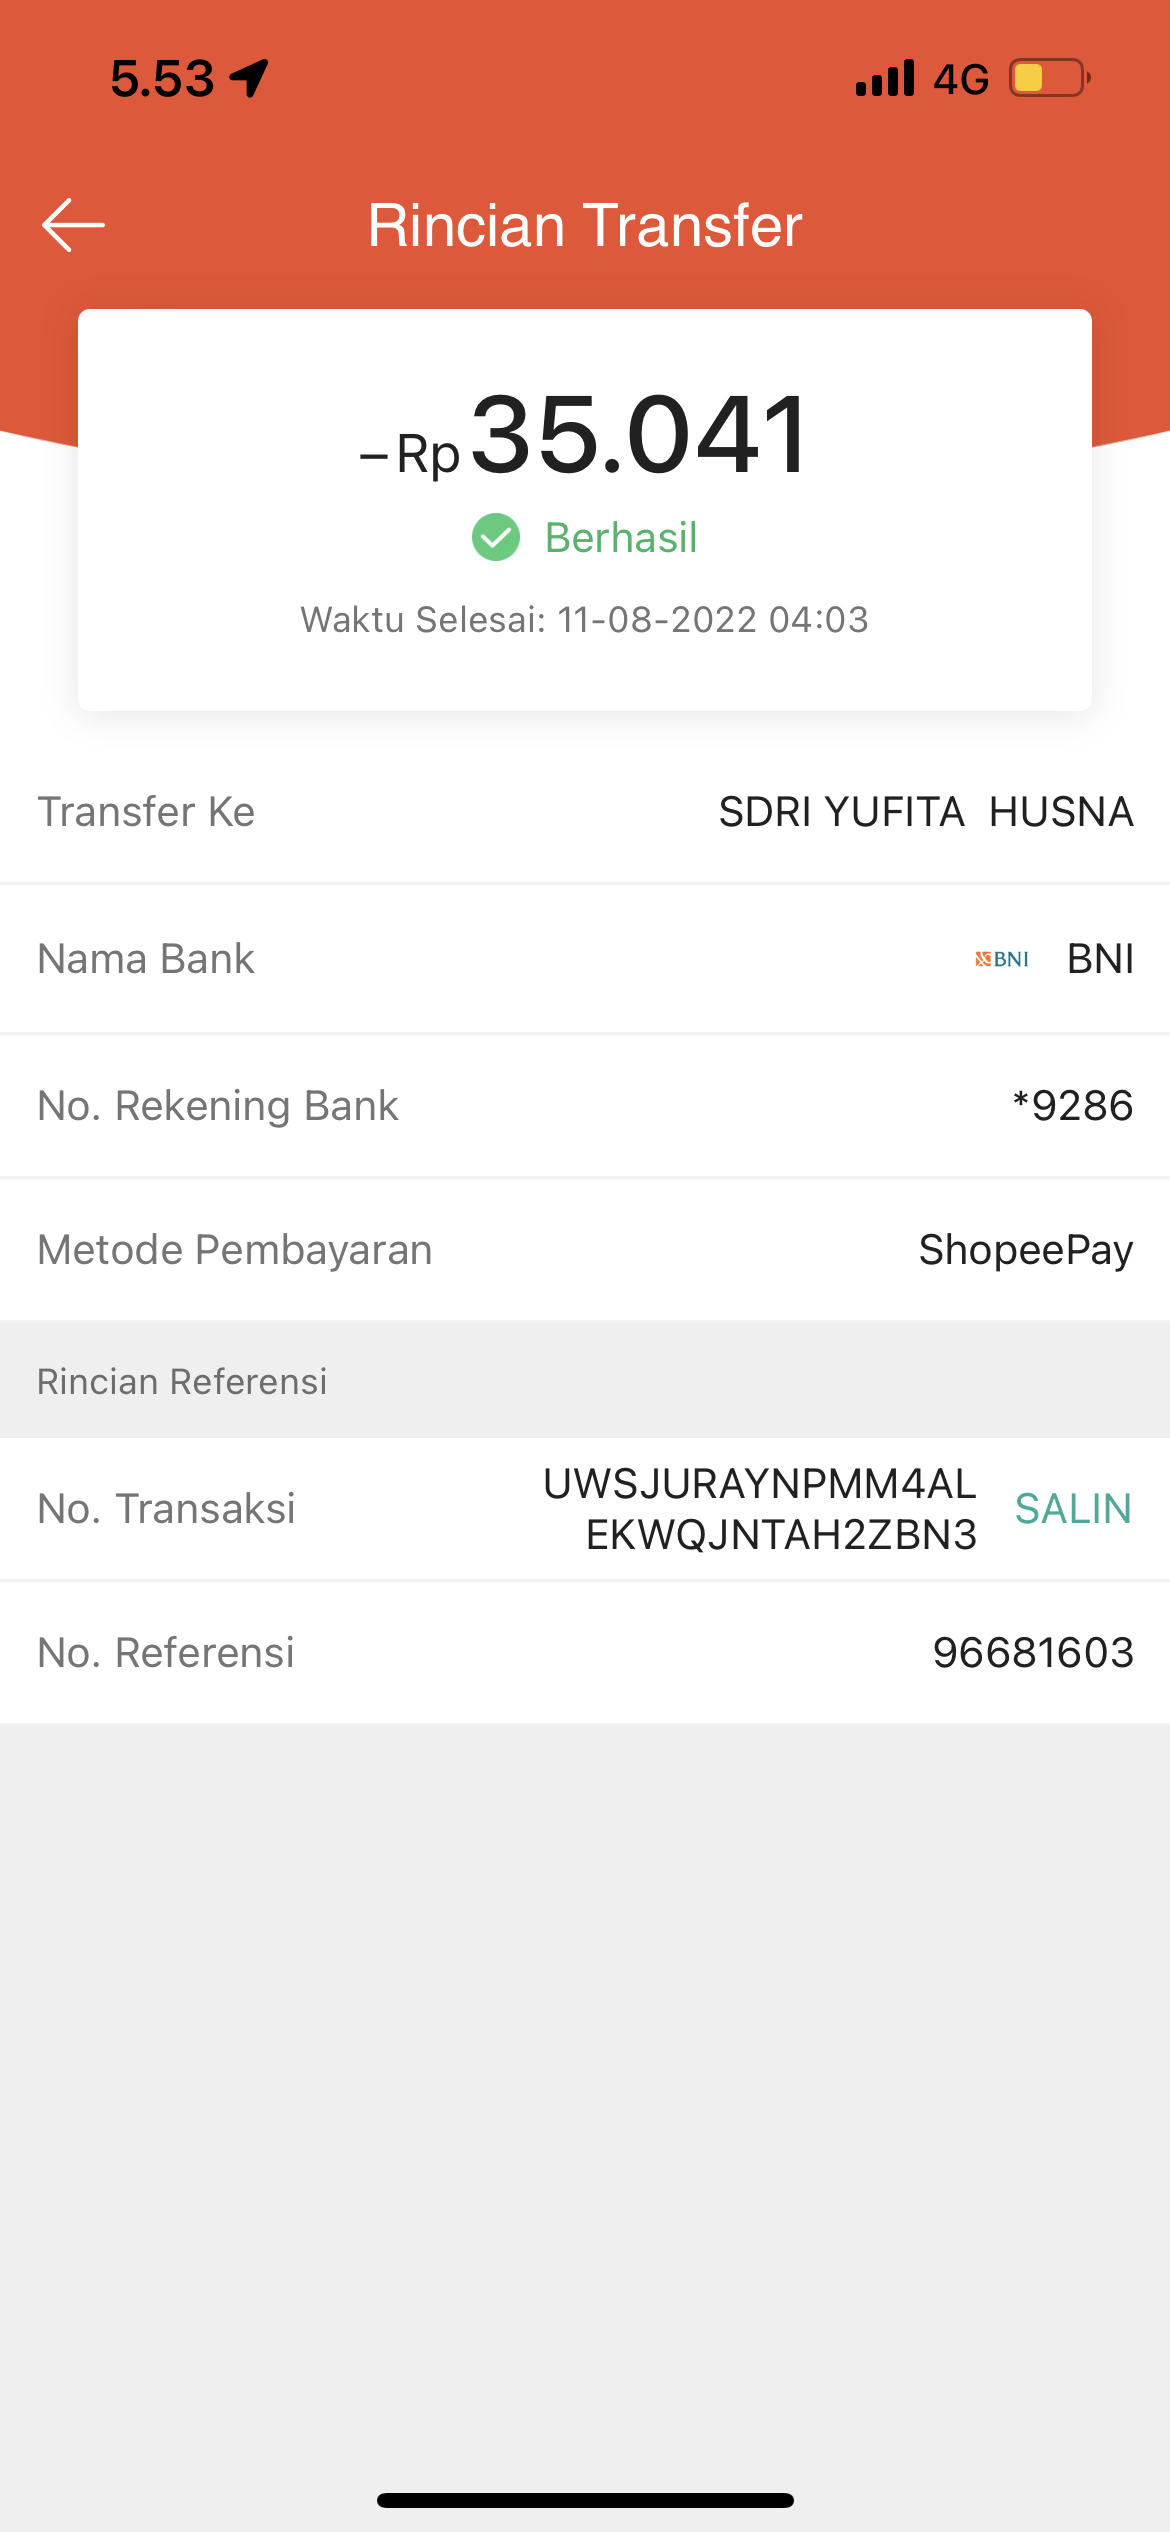 5.53
4G
Rincian Transfer
–Rp35.041
Berhasil
Waktu Selesai: 11-08-2022 04:03
Transfer Ke SDRI YUFITA  HUSNA
Nama Bank BNI BNI
No. Rekening Bank *9286
Metode Pembayaran ShopeePay
Rincian Referensi
No. Transaksi UWSJURAYNPMM4AL
EKWQJNTAH2ZBN3 SALIN
No. Referensi 96681603